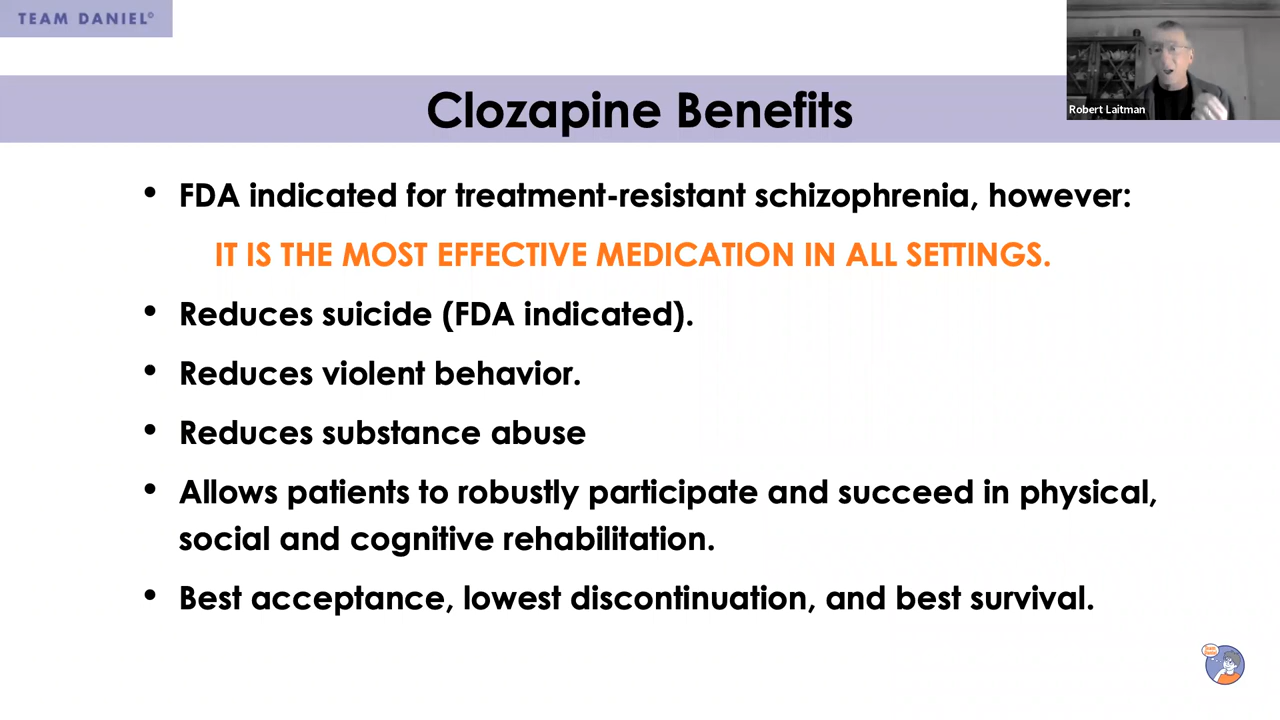 TEAM DANIEL©
Robert Laitman
Clozapine Benefits
• FDA indicated for treatment-resistant schizophrenia, however:
IT IS THE MOST EFFECTIVE MEDICATION IN ALL SETTINGS.
• Reduces suicide (FDA indicated).
• Reduces violent behavior.
• Reduces substance abuse
• Allows patients to robustly participate and succeed in physical,
social and cognitive rehabilitation.
• Best acceptance, lowest discontinuation, and best survival.